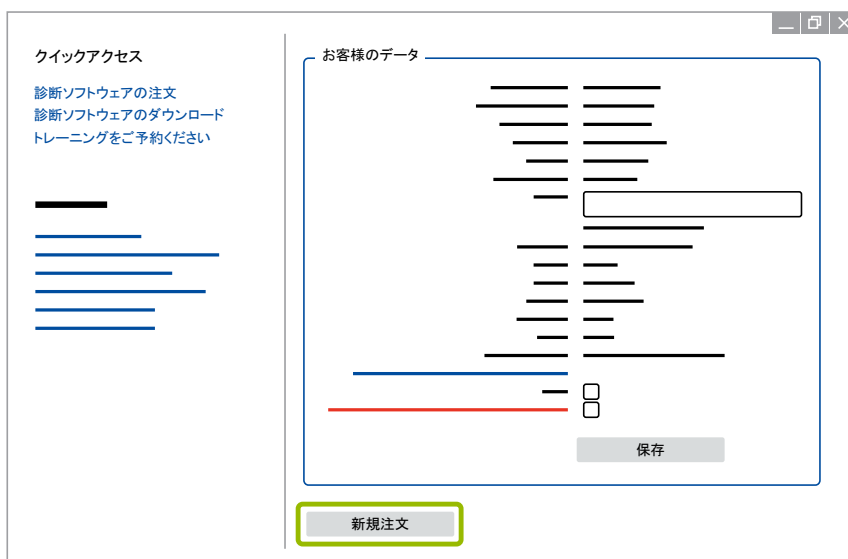 クイックアクセス
診断ソフトウェアの注文
診断ソフトウェアのダウンロード
トレーニングをご予約ください
お客様のデータ
保存
新規注文